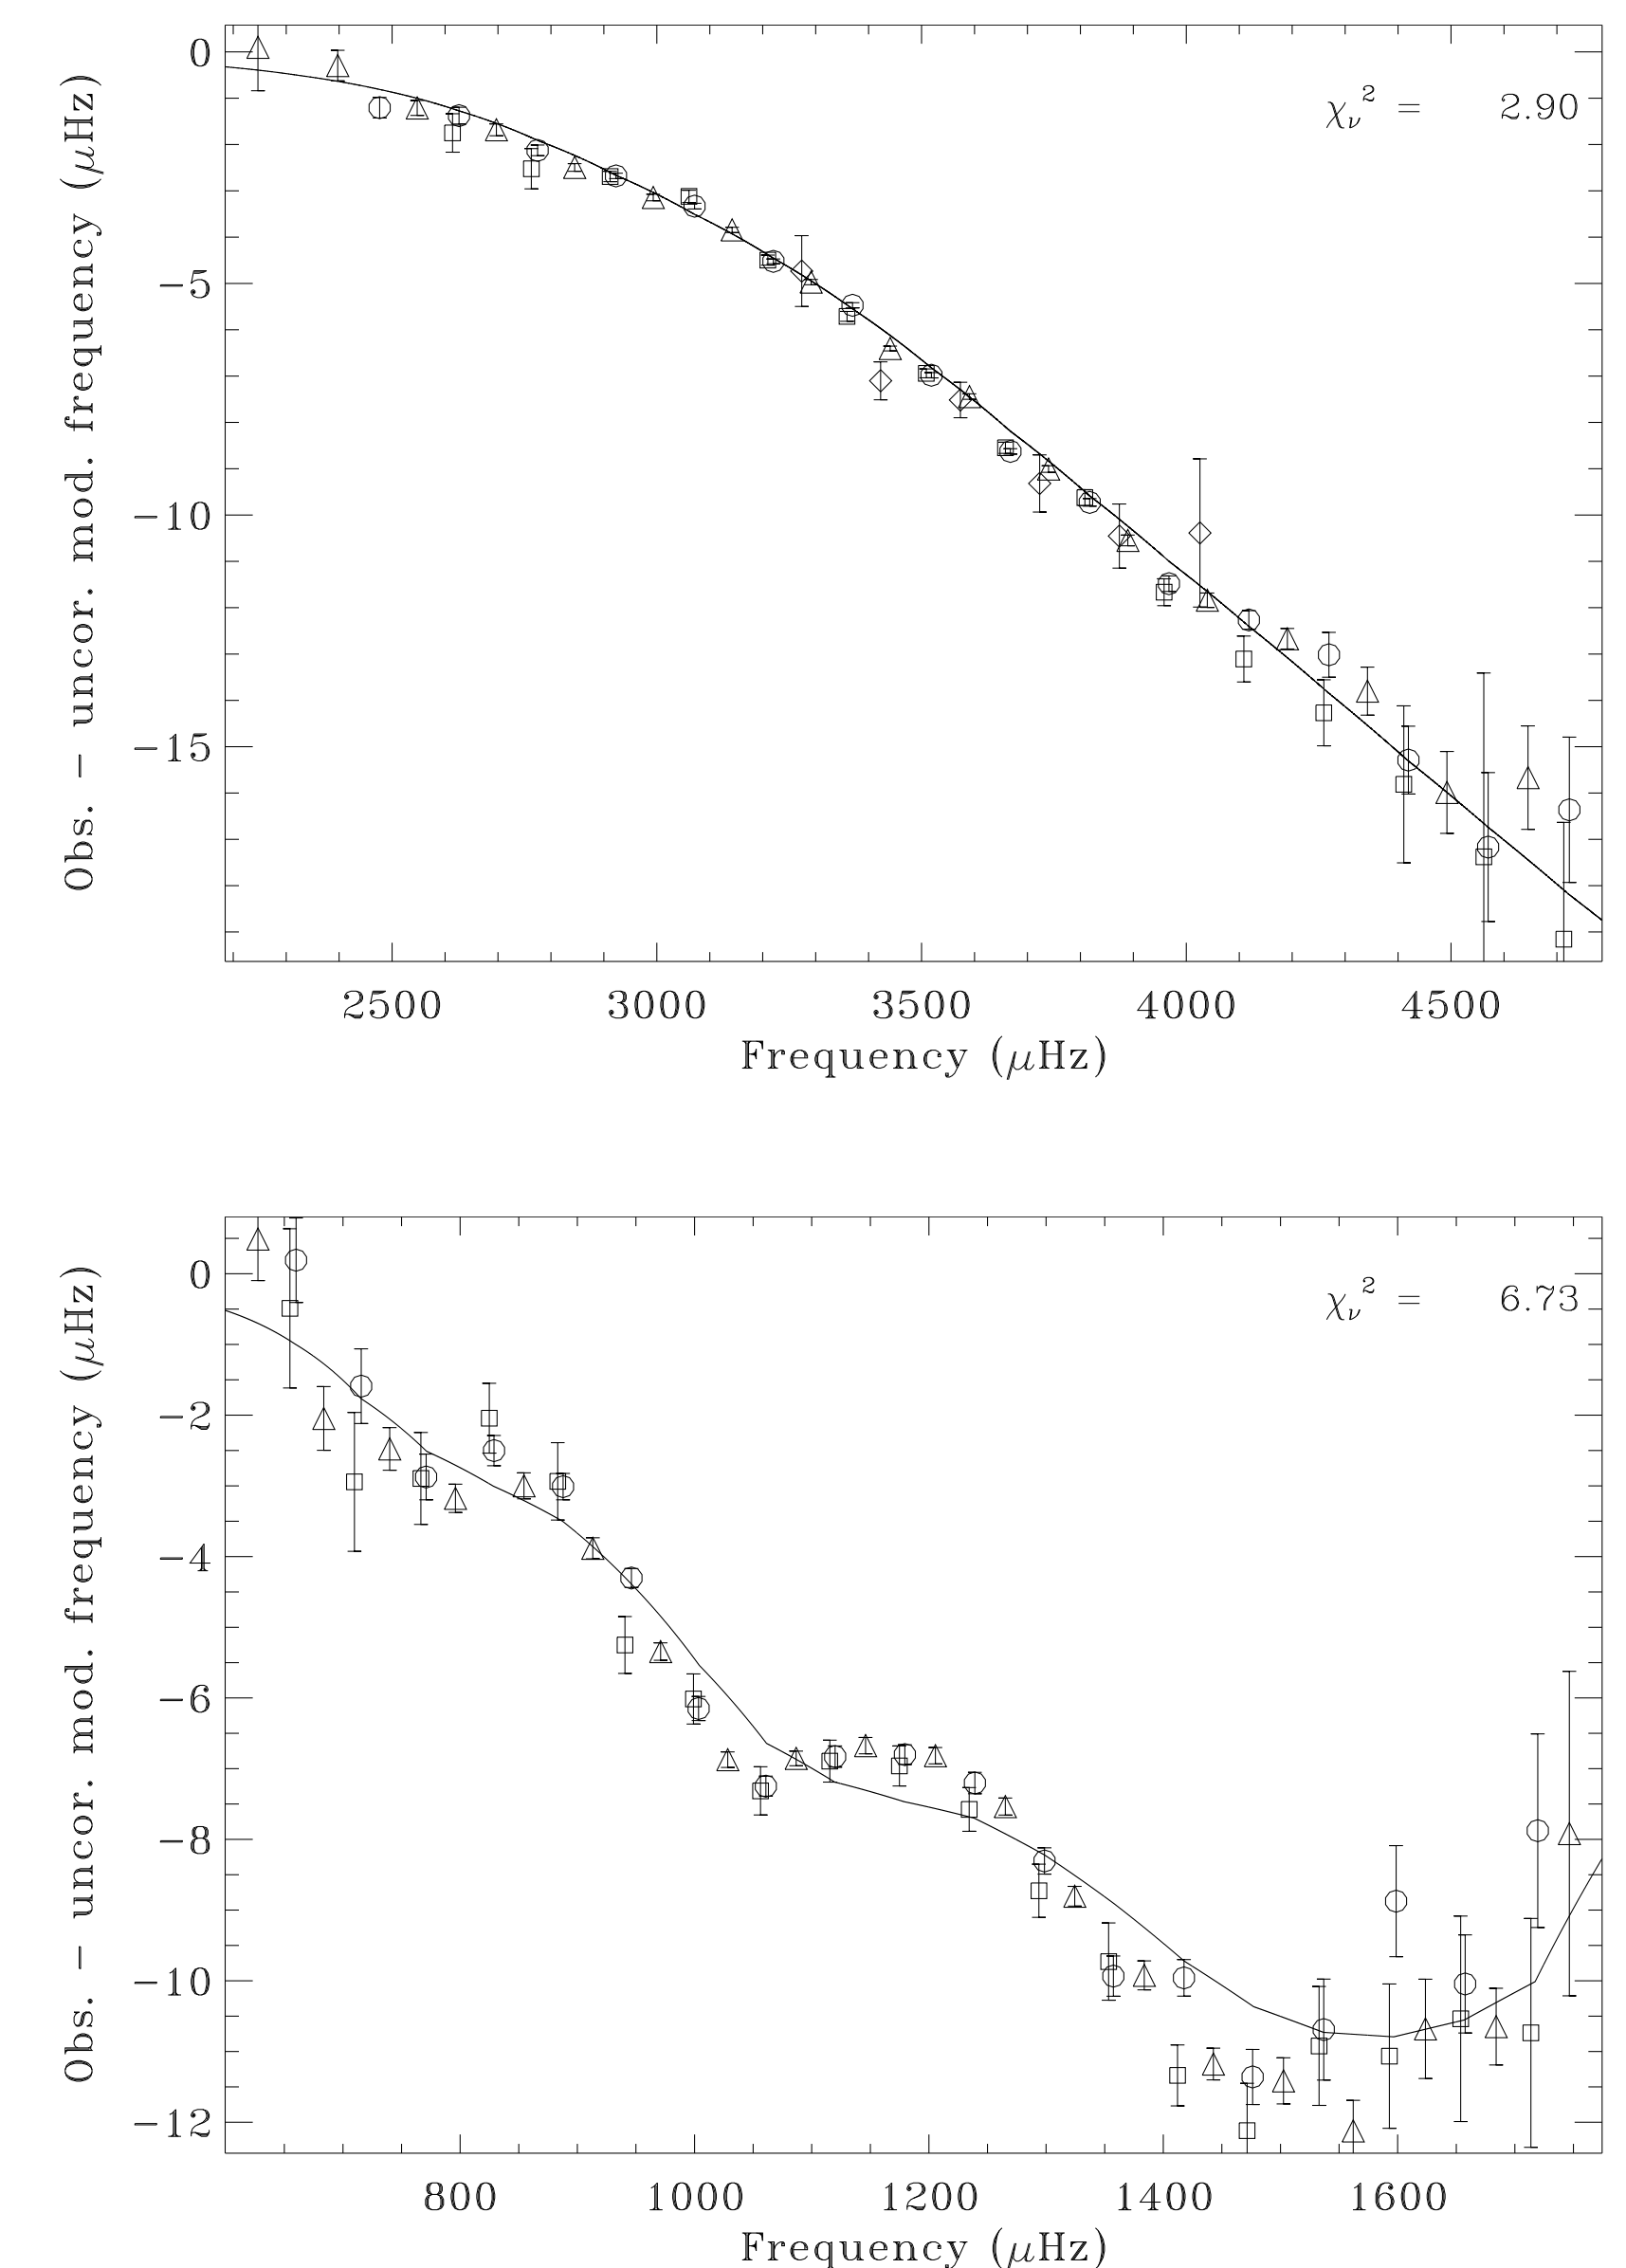 Obs. − uncor. mod. frequency (μHz)
0
−5
−10
−15
χν² = 2.90
2500 3000 3500 4000 4500
Frequency (μHz)
Obs. − uncor. mod. frequency (μHz)
0
−2
−4
−6
−8
−10
−12
χν² = 6.73
800 1000 1200 1400 1600
Frequency (μHz)